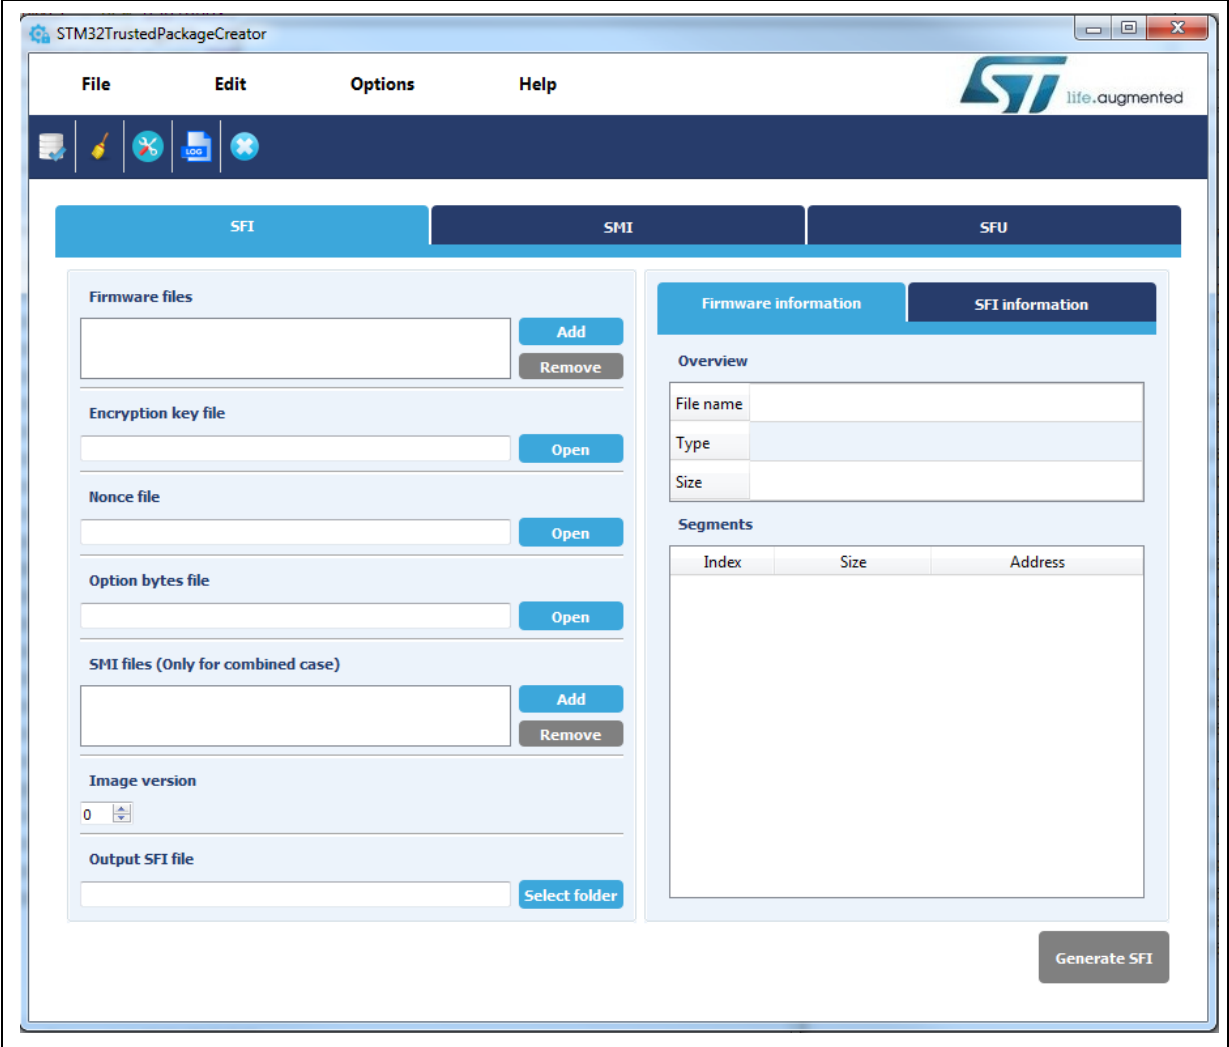 STM32TrustedPackageCreator
File Edit Options Help
life.augmented
LOG
SFI SMI SFU
Firmware files
Add
Remove
Encryption key file
Open
Nonce file
Open
Option bytes file
Open
SMI files (Only for combined case)
Add
Remove
Image version
0
Output SFI file
Select folder
Firmware information SFI information
Overview
File name
Type
Size
Segments
Index Size Address
Generate SFI